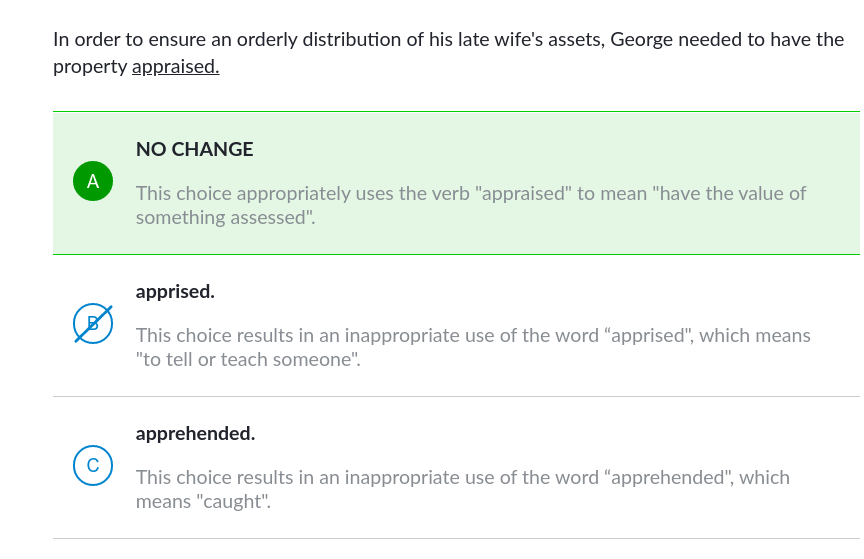 In order to ensure an orderly distribution of his late wife's assets, George needed to have the
property appraised.
NO CHANGE
A
This choice appropriately uses the verb "appraised" to mean "have the value of
something assessed".
apprised.
B
This choice results in an inappropriate use of the word “apprised", which means
"to tell or teach someone".
apprehended.
C
This choice results in an inappropriate use of the word “apprehended", which
means "caught".